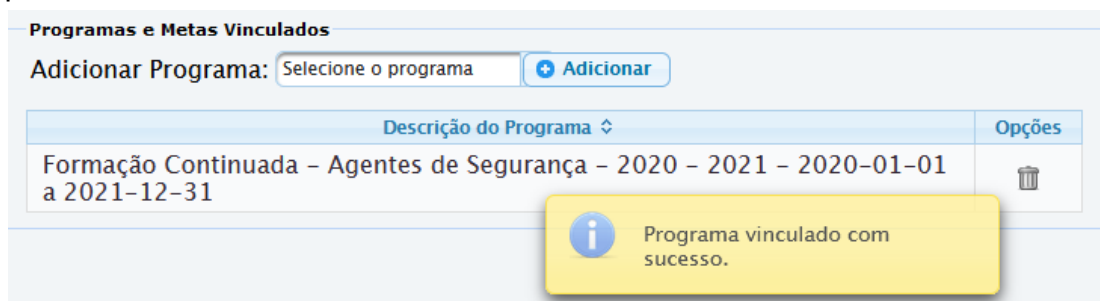 Programas e Metas Vinculados
Adicionar Programa: Selecione o programa Adicionar
Descrição do Programa Opções
Formação Continuada – Agentes de Segurança – 2020 – 2021 – 2020-01-01
a 2021-12-31
Programa vinculado com
sucesso.